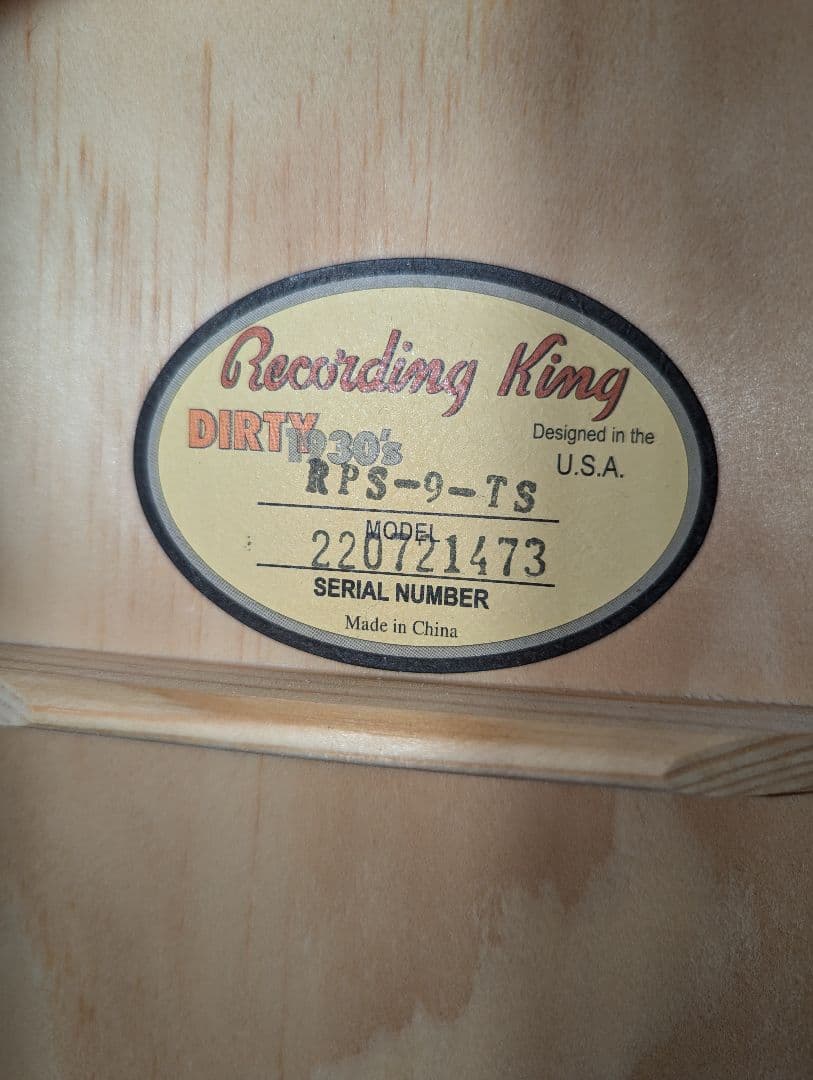 Recording King
DIRTY 1930's
Designed in the
U.S.A.
RPS-9-TS
MODEL
220721473
SERIAL NUMBER
Made in China